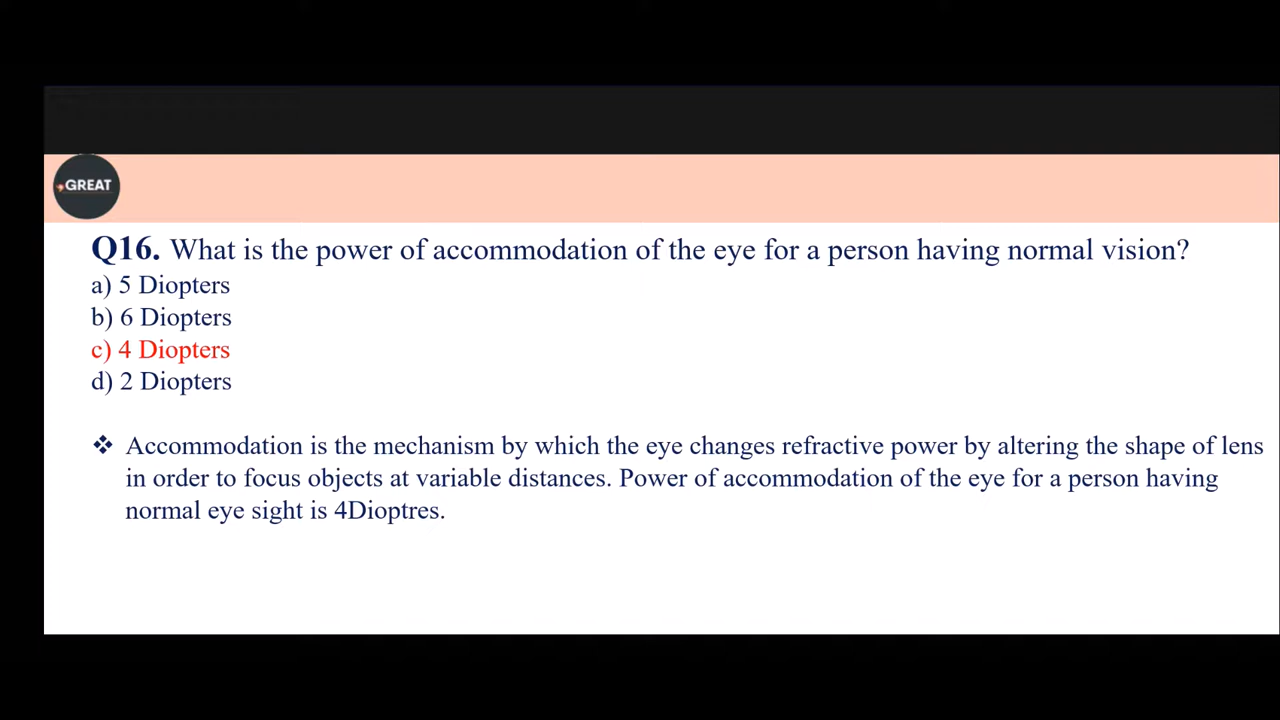 GREAT
Q16. What is the power of accommodation of the eye for a person having normal vision?
a) 5 Diopters
b) 6 Diopters
c) 4 Diopters
d) 2 Diopters
❖ Accommodation is the mechanism by which the eye changes refractive power by altering the shape of lens
in order to focus objects at variable distances. Power of accommodation of the eye for a person having
normal eye sight is 4Dioptres.